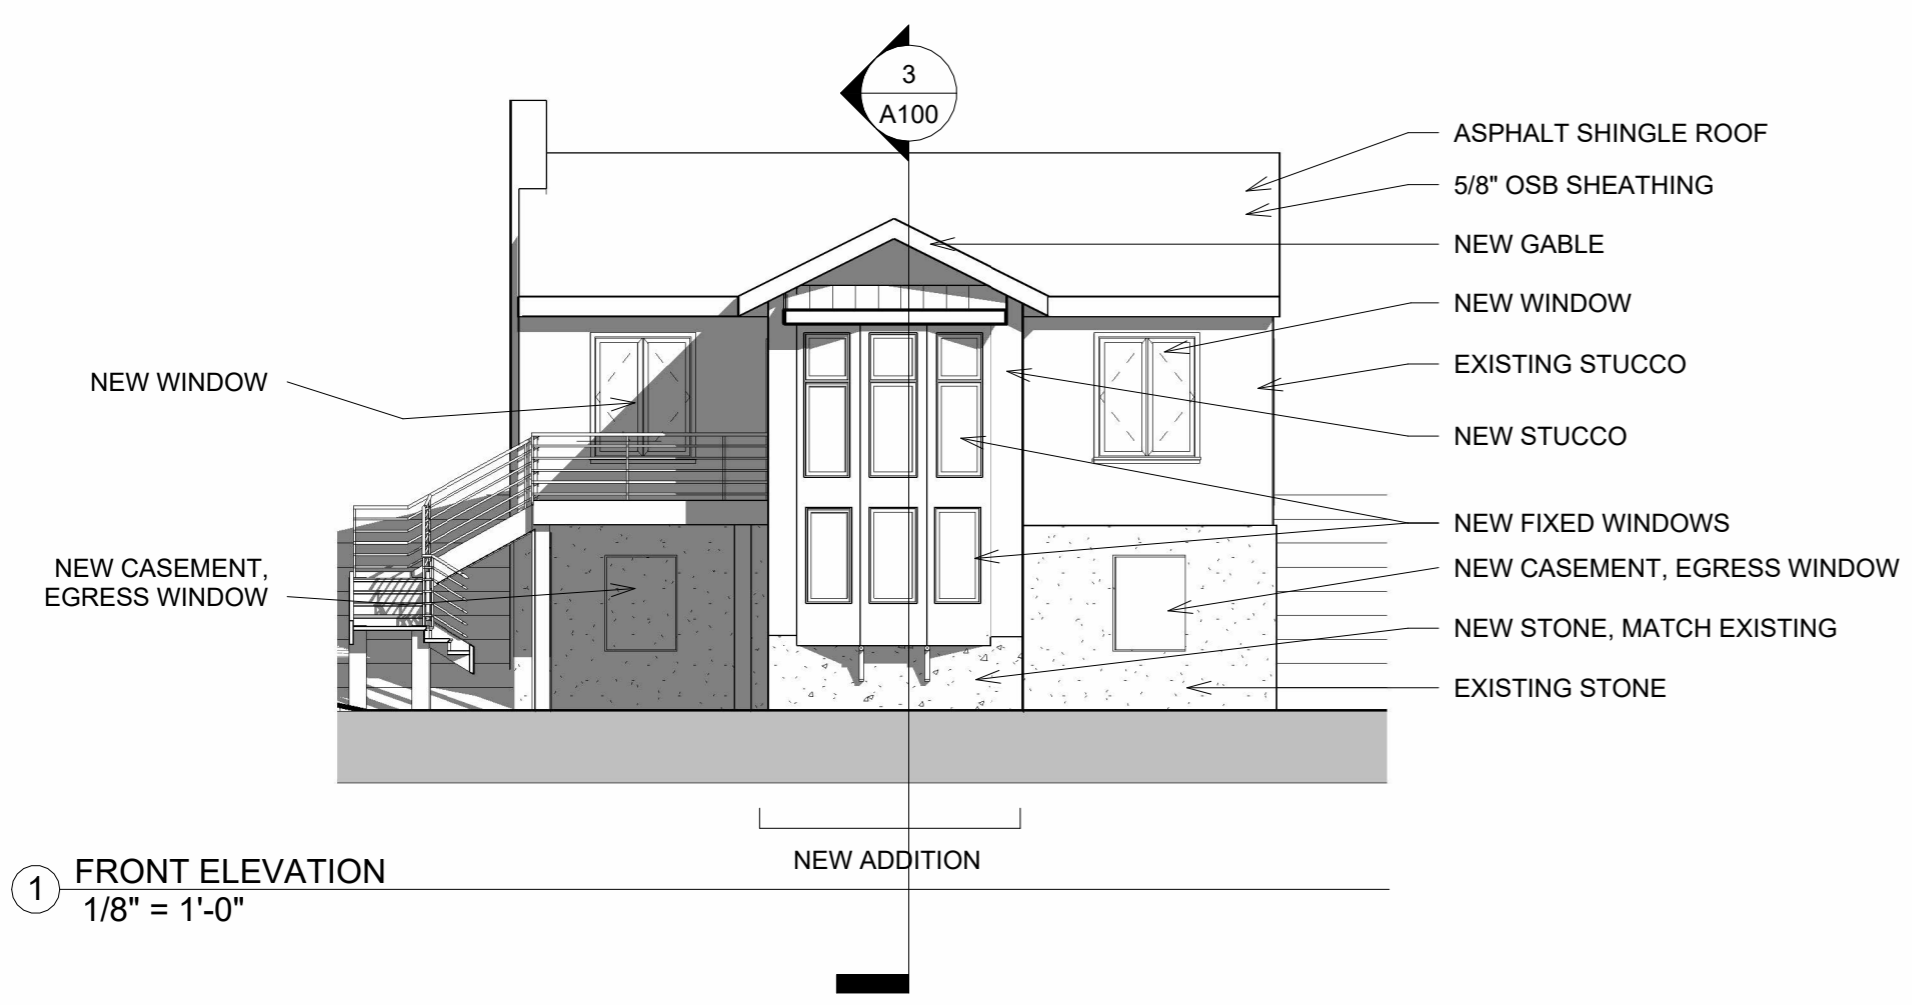 3
A100
ASPHALT SHINGLE ROOF
5/8" OSB SHEATHING
NEW GABLE
NEW WINDOW
EXISTING STUCCO
NEW STUCCO
NEW FIXED WINDOWS
NEW CASEMENT, EGRESS WINDOW
NEW STONE, MATCH EXISTING
EXISTING STONE
NEW WINDOW
NEW CASEMENT,
EGRESS WINDOW
NEW ADDITION
1
FRONT ELEVATION
1/8" = 1'-0"